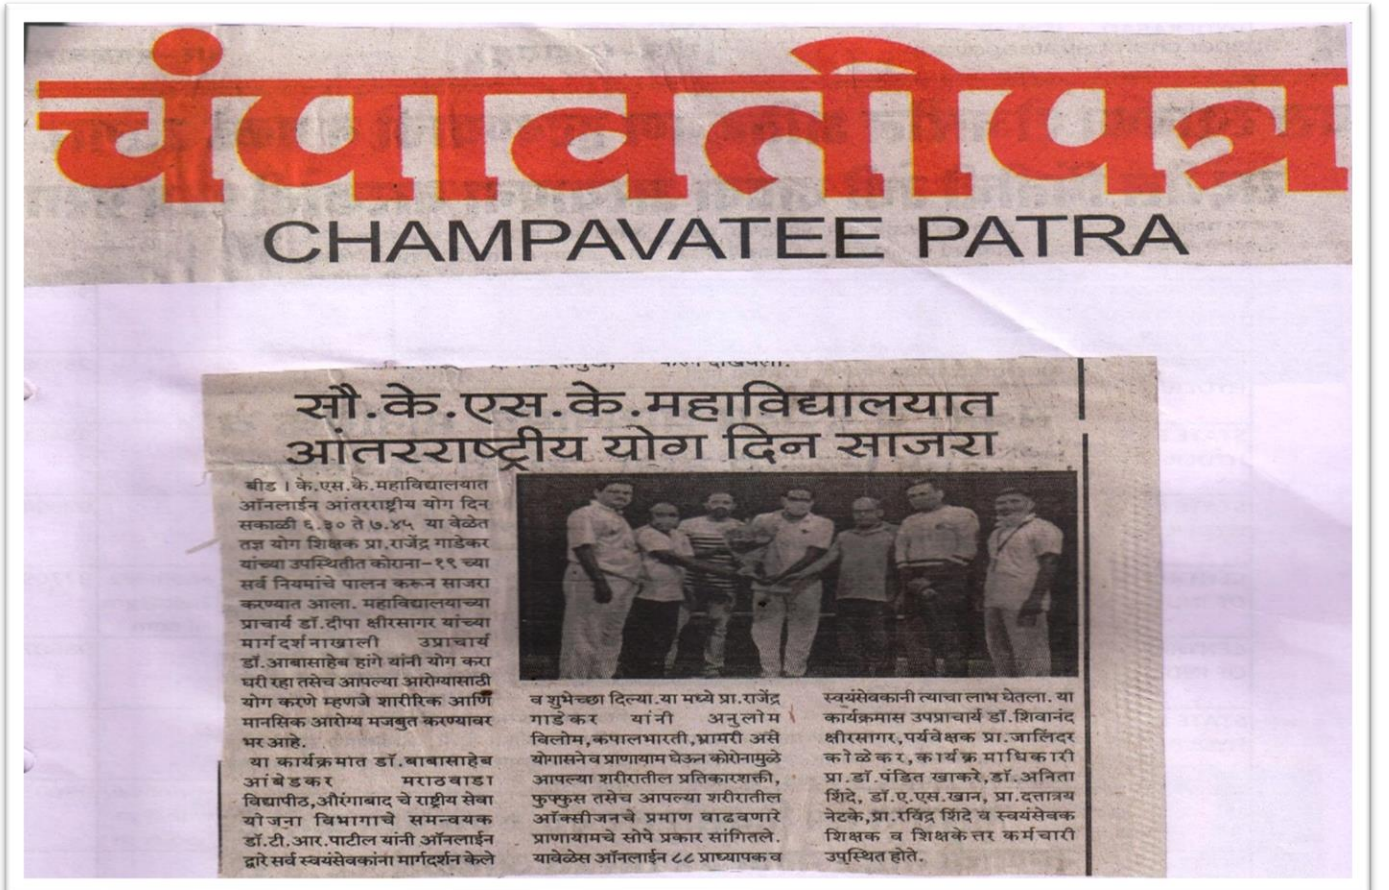 चंपावतीपत्र
CHAMPAVATEE PATRA
सौ.के.एस.के.महाविद्यालयात
आंतरराष्ट्रीय योग दिन साजरा
बीड । के.एस.के.महाविद्यालयात
ऑनलाईन आंतरराष्ट्रीय योग दिन
सकाळी ६.३० ते ७.४५ या वेळेत
तज्ञ योग शिक्षक प्रा.राजेंद्र गाडेकर
यांच्या उपस्थितीत कोराना-१९ च्या
सर्व नियमांचे पालन करून साजरा
करण्यात आला. महाविद्यालयाच्या
प्राचार्य डॉ.दीपा क्षीरसागर यांच्या
मार्गदर्शनाखाली उप्राचार्य
डॉ.आबासाहेब हांगे यांनी योग करा
घरी रहा तसेच आपल्या आरोग्यासाठी
योग करणे म्हणजे शारीरिक आणि
मानसिक आरोग्य मजबुत करण्यावर
भर आहे.
या कार्यक्रमात डॉ.बाबासाहेब
आंबेडकर मराठवाडा
विद्यापीठ,औरंगाबाद चे राष्ट्रीय सेवा
योजना विभागाचे समन्वयक
डॉ.टी.आर.पाटील यांनी ऑनलाईन
द्वारे सर्व स्वयंसेवकांना मार्गदर्शन केले
व शुभेच्छा दिल्या.या मध्ये प्रा.राजेंद्र
गाडेकर यांनी अनुलोम
विलोम,कपालभारती,भ्रामरी असे
योगासने व प्राणायाम घेऊन कोरोनामुळे
आपल्या शरीरातील प्रतिकारशक्ती,
फुफ्फुस तसेच आपल्या शरीरातील
ऑक्सीजनचे प्रमाण वाढवणारे
प्राणायामचे सोपे प्रकार सांगितले.
यावेळेस ऑनलाईन ८८ प्राध्यापक व
स्वयंसेवकानी त्याचा लाभ घेतला. या
कार्यक्रमास उपप्राचार्य डॉ.शिवानंद
क्षीरसागर,पर्यवेक्षक प्रा.जालिंदर
कोळेकर,कार्यक्रमाधिकारी
प्रा.डॉ.पंडित खाकरे,डॉ.अनिता
शिंदे, डॉ.ए.एस.खान, प्रा.दत्तात्रय
नेटके,प्रा.रविंद्र शिंदे व स्वयंसेवक
शिक्षक व शिक्षकेत्तर कर्मचारी
उपस्थित होते.